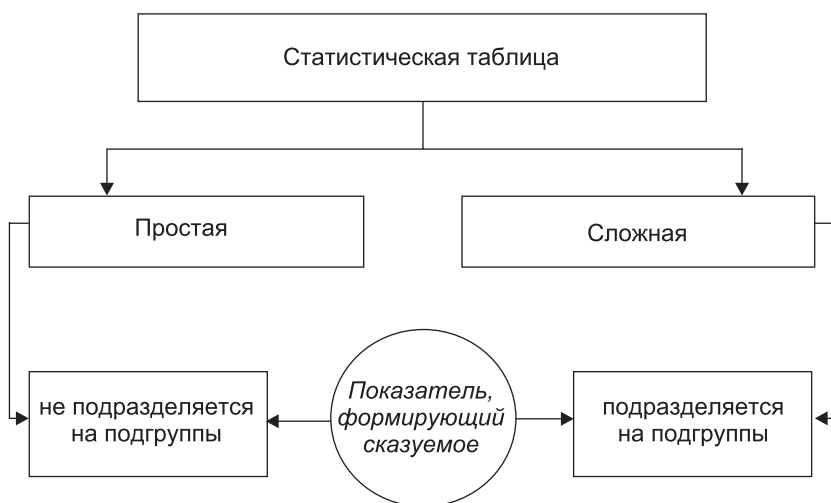 Статистическая таблица
Простая
Сложная
не подразделяется
на подгруппы
Показатель,
формирующий
сказуемое
подразделяется
на подгруппы